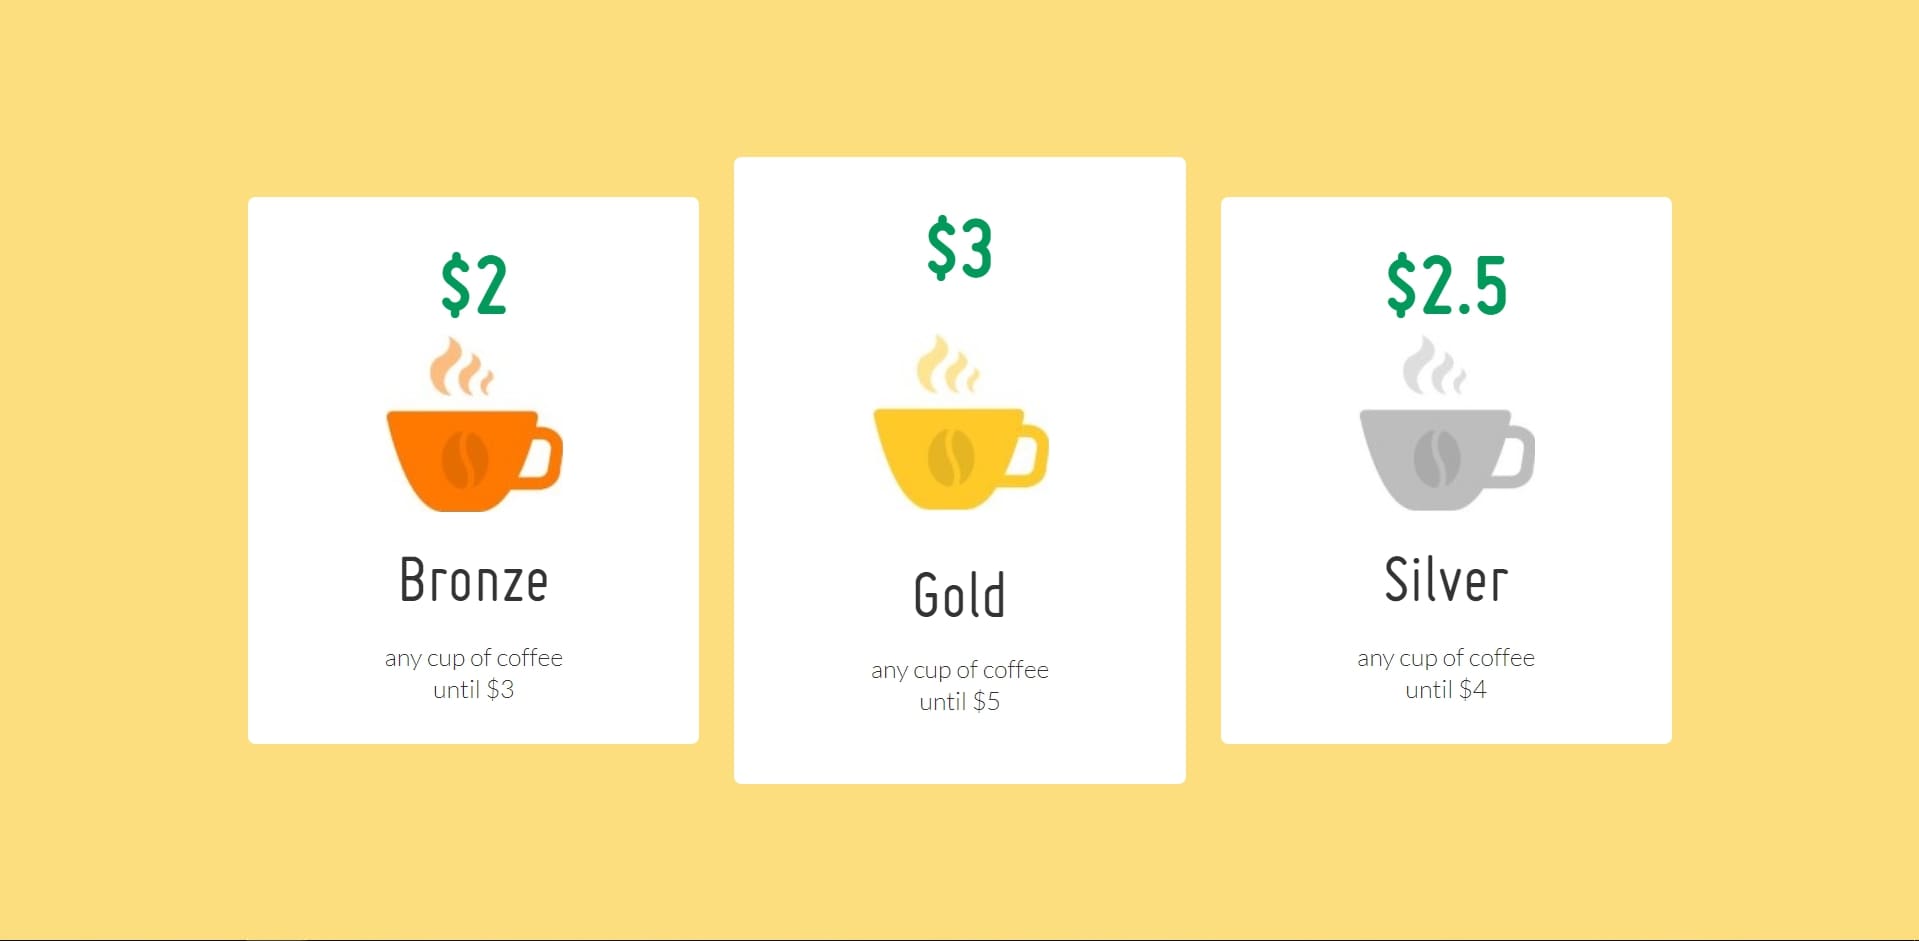 $2
Bronze
any cup of coffee
until $3
$3
Gold
any cup of coffee
until $5
$2.5
Silver
any cup of coffee
until $4